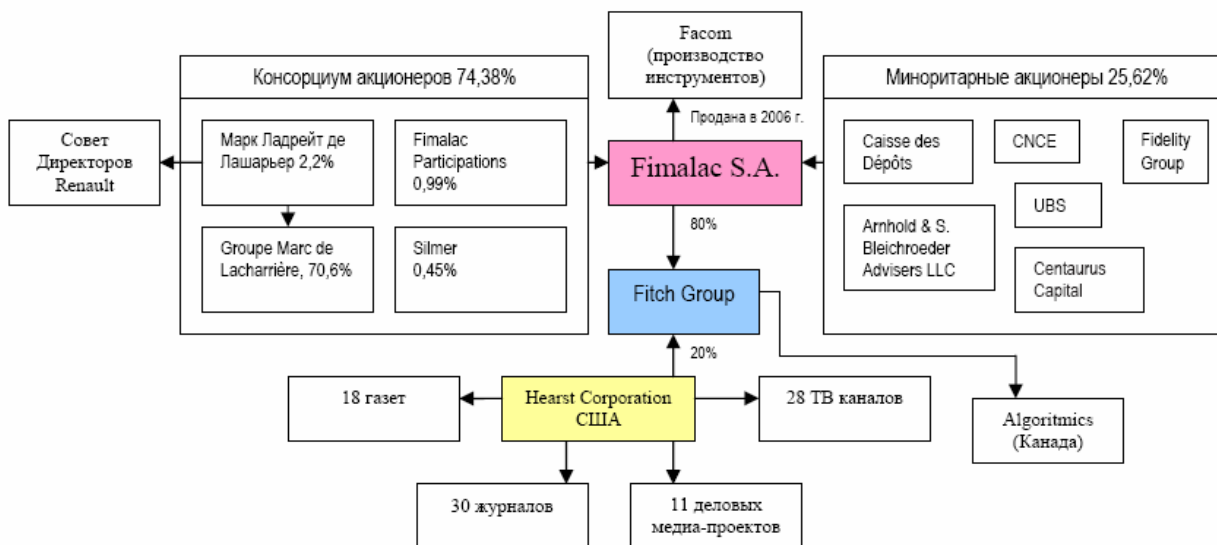 Facom
(производство
инструментов)
Консорциум акционеров 74,38%
Миноритарные акционеры 25,62%
Продана в 2006 г.
Совет
Директоров
Renault
Марк Ладрейт де
Лашарьер 2,2%
Fimalac
Participations
0,99%
Fimalac S.A.
Caisse des
Dépôts
CNCE
Fidelity
Group
UBS
80%
Groupe Marc de
Lacharrière, 70,6%
Silmer
0,45%
Arnhold & S.
Bleichroeder
Advisers LLC
Centaurus
Capital
Fitch Group
20%
18 газет
Hearst Corporation
США
28 ТВ каналов
Algoritmics
(Канада)
30 журналов
11 деловых
медиа-проектов